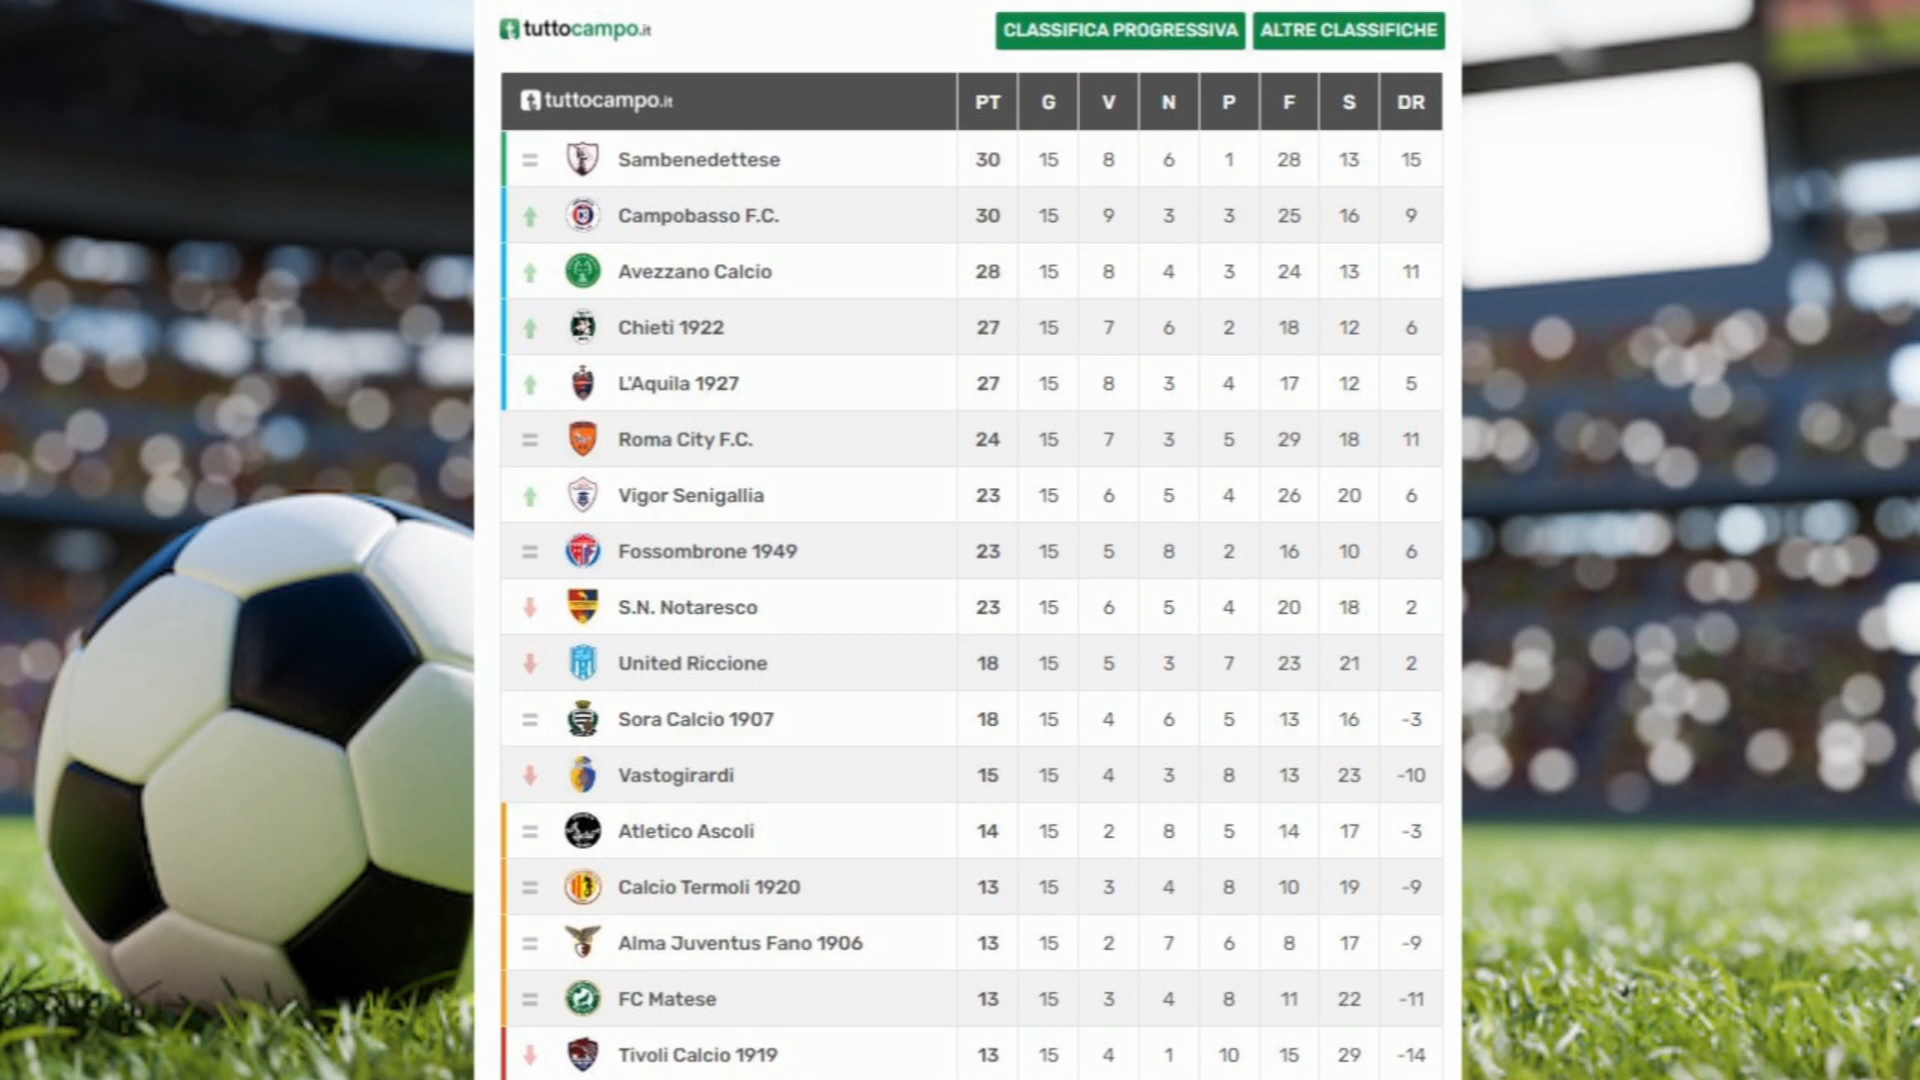 tuttocampo.it CLASSIFICA PROGRESSIVA ALTRE CLASSIFICHE
tuttocampo.it PT G V N P F S DR
Sambenedettese 30 15 8 6 1 28 13 15
Campobasso F.C. 30 15 9 3 3 25 16 9
Avezzano Calcio 28 15 8 4 3 24 13 11
Chieti 1922 27 15 7 6 2 18 12 6
L'Aquila 1927 27 15 8 3 4 17 12 5
Roma City F.C. 24 15 7 3 5 29 18 11
Vigor Senigallia 23 15 6 5 4 26 20 6
Fossombrone 1949 23 15 5 8 2 16 10 6
S.N. Notaresco 23 15 6 5 4 20 18 2
United Riccione 18 15 5 3 7 23 21 2
Sora Calcio 1907 18 15 4 6 5 13 16 -3
Vastogirardi 15 15 4 3 8 13 23 -10
Atletico Ascoli 14 15 2 8 5 14 17 -3
Calcio Termoli 1920 13 15 3 4 8 10 19 -9
Alma Juventus Fano 1906 13 15 2 7 6 8 17 -9
FC Matese 13 15 3 4 8 11 22 -11
Tivoli Calcio 1919 13 15 4 1 10 15 29 -14